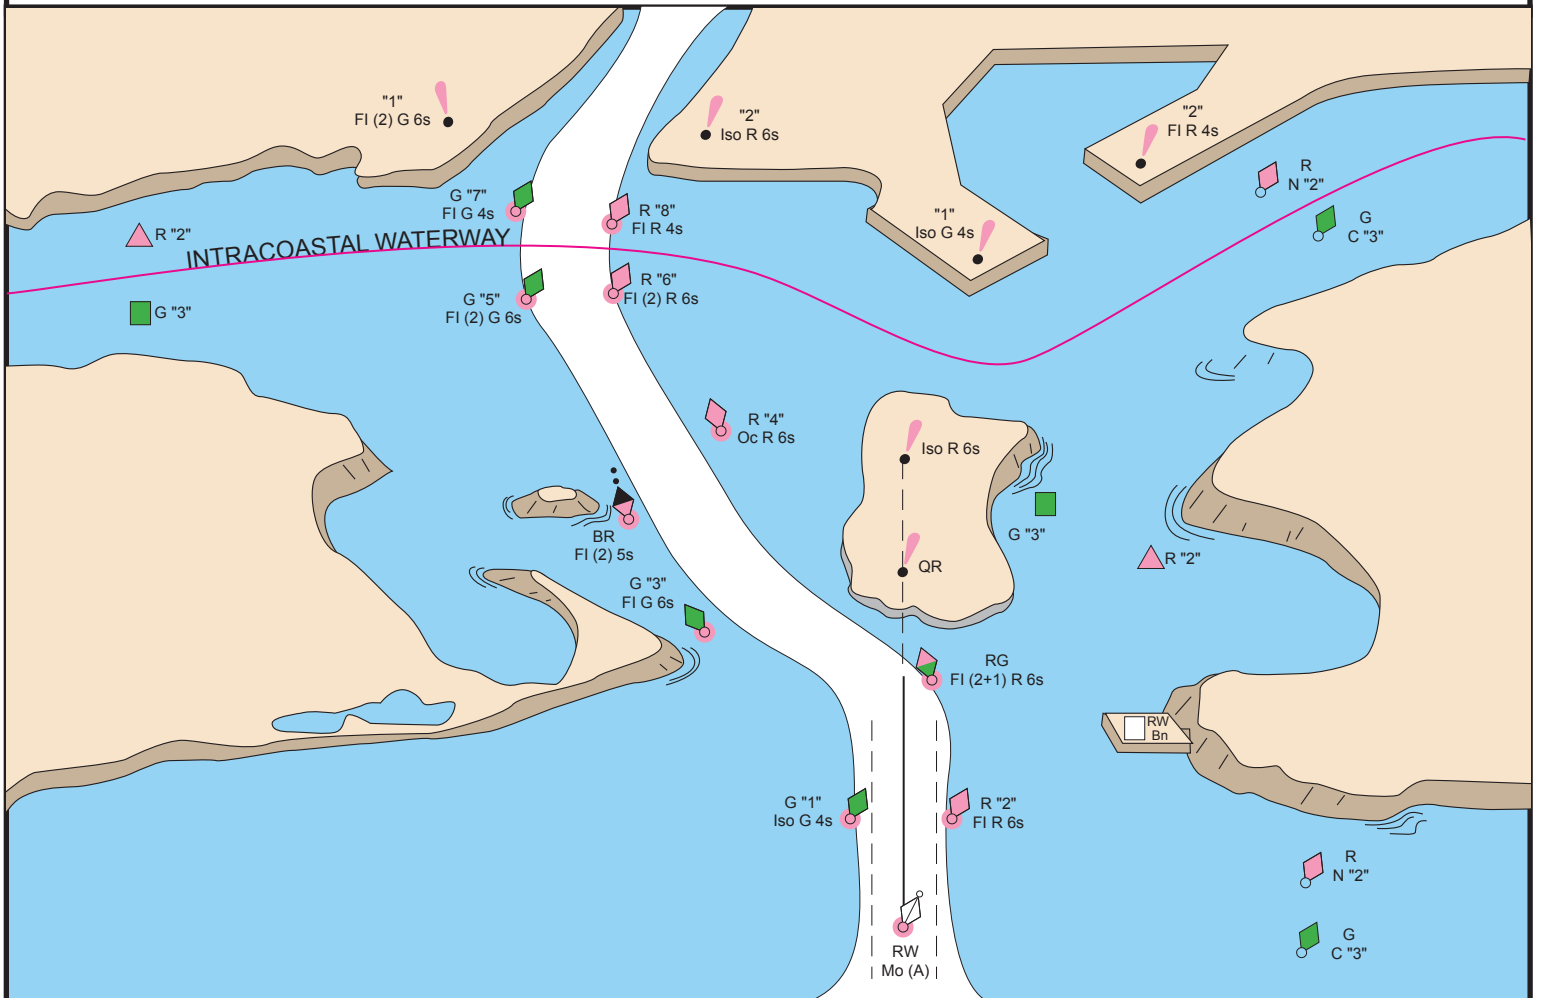 "1"
Fl (2) G 6s
"2"
Iso R 6s
"2"
Fl R 4s
R
N "2"
G
C "3"
G "7"
Fl G 4s
R "8"
Fl R 4s
"1"
Iso G 4s
R "2"
INTRACOASTAL WATERWAY
G "3"
G "5"
Fl (2) G 6s
R "6"
Fl (2) R 6s
R "4"
Oc R 6s
Iso R 6s
BR
Fl (2) 5s
G "3"
R "2"
QR
G "3"
Fl G 6s
RG
Fl (2+1) R 6s
RW
Bn
G "1"
Iso G 4s
R "2"
Fl R 6s
R
N "2"
G
C "3"
RW
Mo (A)